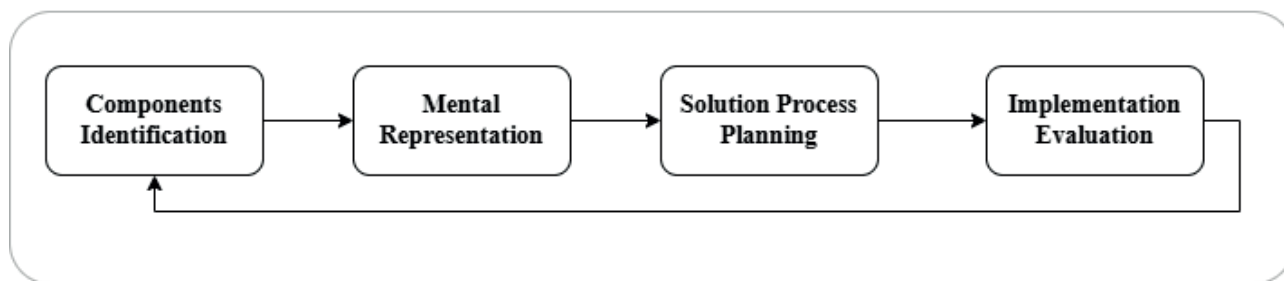 Components
Identification
Mental
Representation
Solution Process
Planning
Implementation
Evaluation